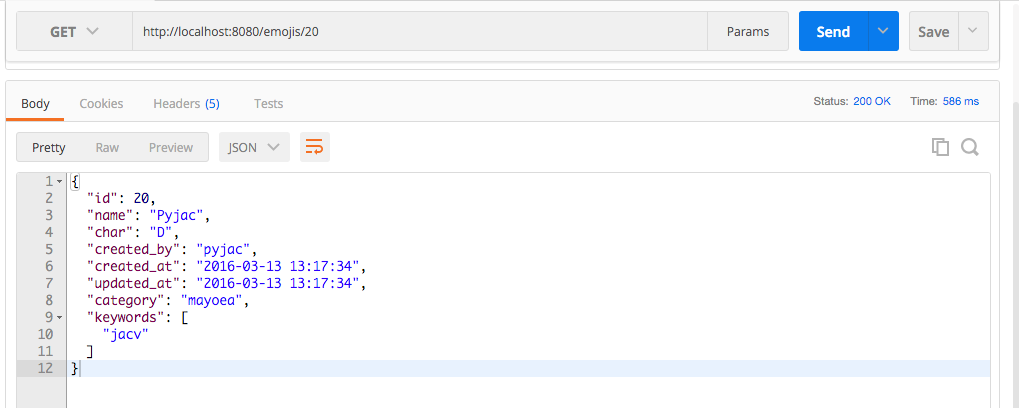 GET http://localhost:8080/emojis/20 Params Send Save
Body Cookies Headers (5) Tests Status: 200 OK Time: 586 ms
Pretty Raw Preview JSON
1 {
2 "id": 20,
3 "name": "Pyjac",
4 "char": "D",
5 "created_by": "pyjac",
6 "created_at": "2016-03-13 13:17:34",
7 "updated_at": "2016-03-13 13:17:34",
8 "category": "mayoea",
9 "keywords": [
10 "jacv"
11 ]
12 }